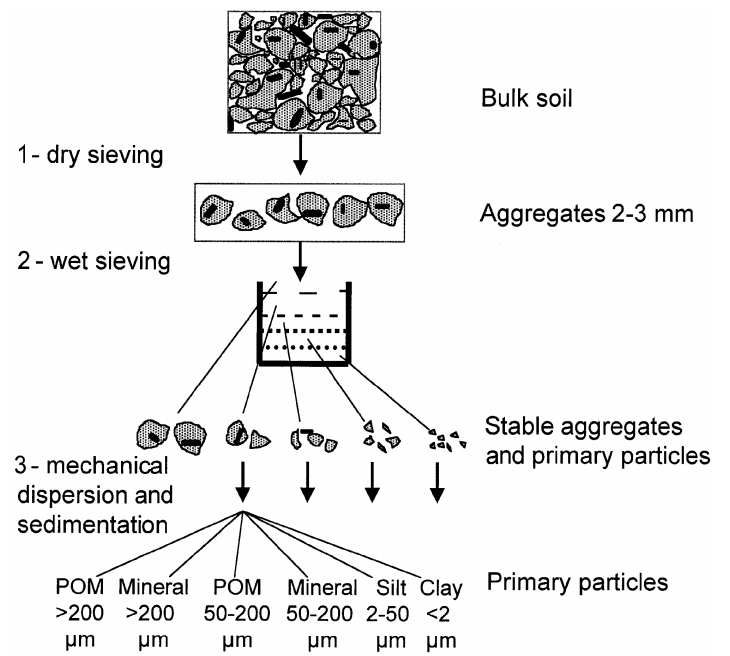 Bulk soil
1- dry sieving
Aggregates 2-3 mm
2 - wet sieving
Stable aggregates
and primary particles
3 - mechanical
dispersion and
sedimentation
POM Mineral POM Mineral Silt Clay
>200 >200 50-200 50-200 2-50 <2
µm µm µm µm µm µm
Primary particles